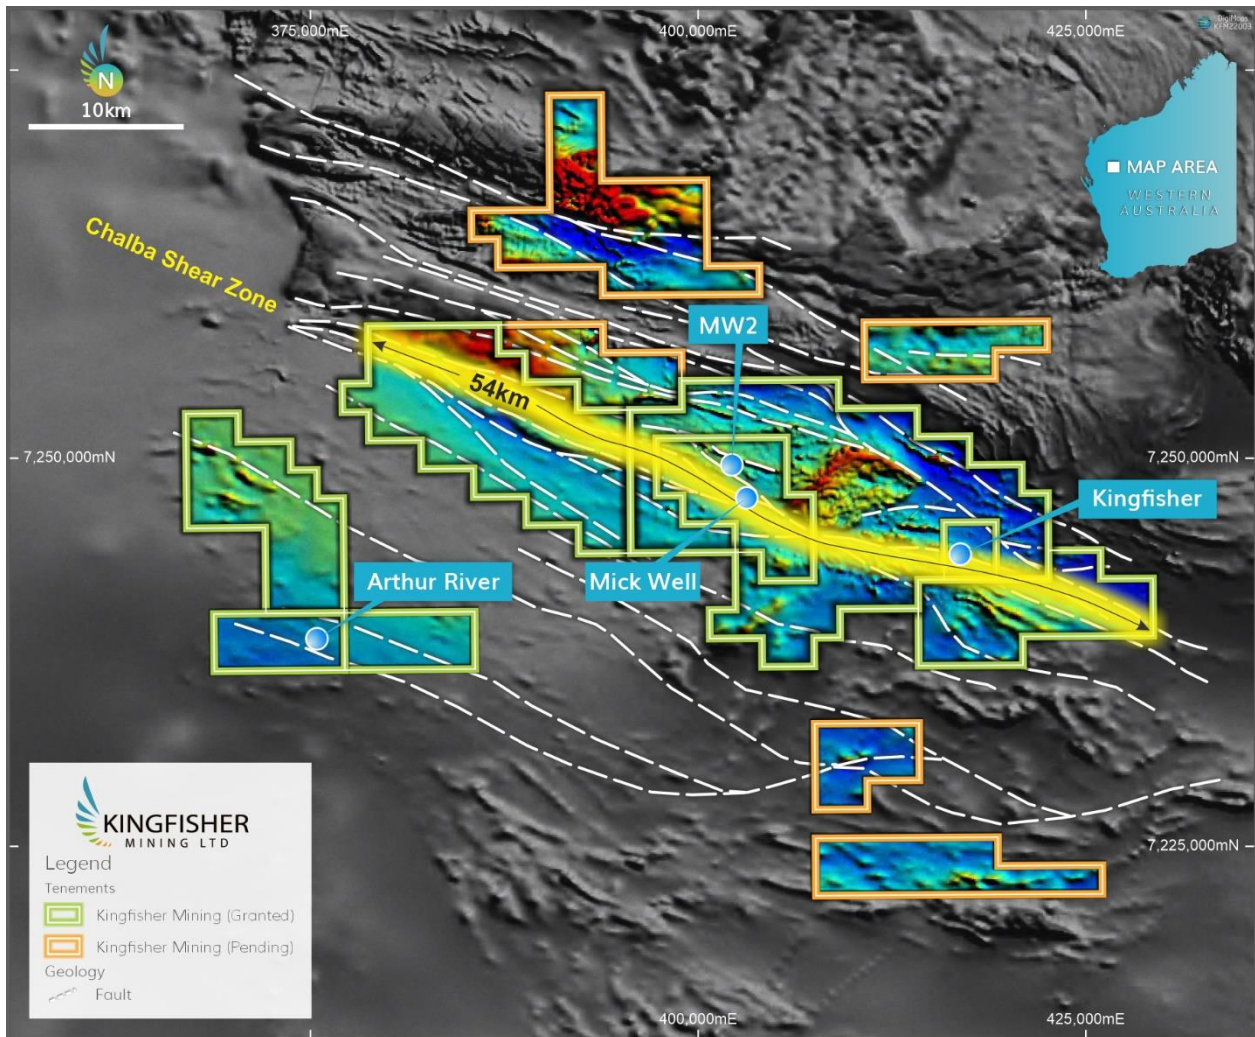 375,000mE
400,000mE
425,000mE
DigiMaps
KFM22003
N
10km
MAP AREA
WESTERN
AUSTRALIA
Chalba Shear Zone
MW2
54km
7,250,000mN
7,250,000mN
Kingfisher
Arthur River
Mick Well
KINGFISHER
MINING LTD
Legend
Tenements
Kingfisher Mining (Granted)
Kingfisher Mining (Pending)
Geology
Fault
7,225,000mN
400,000mE
425,000mE